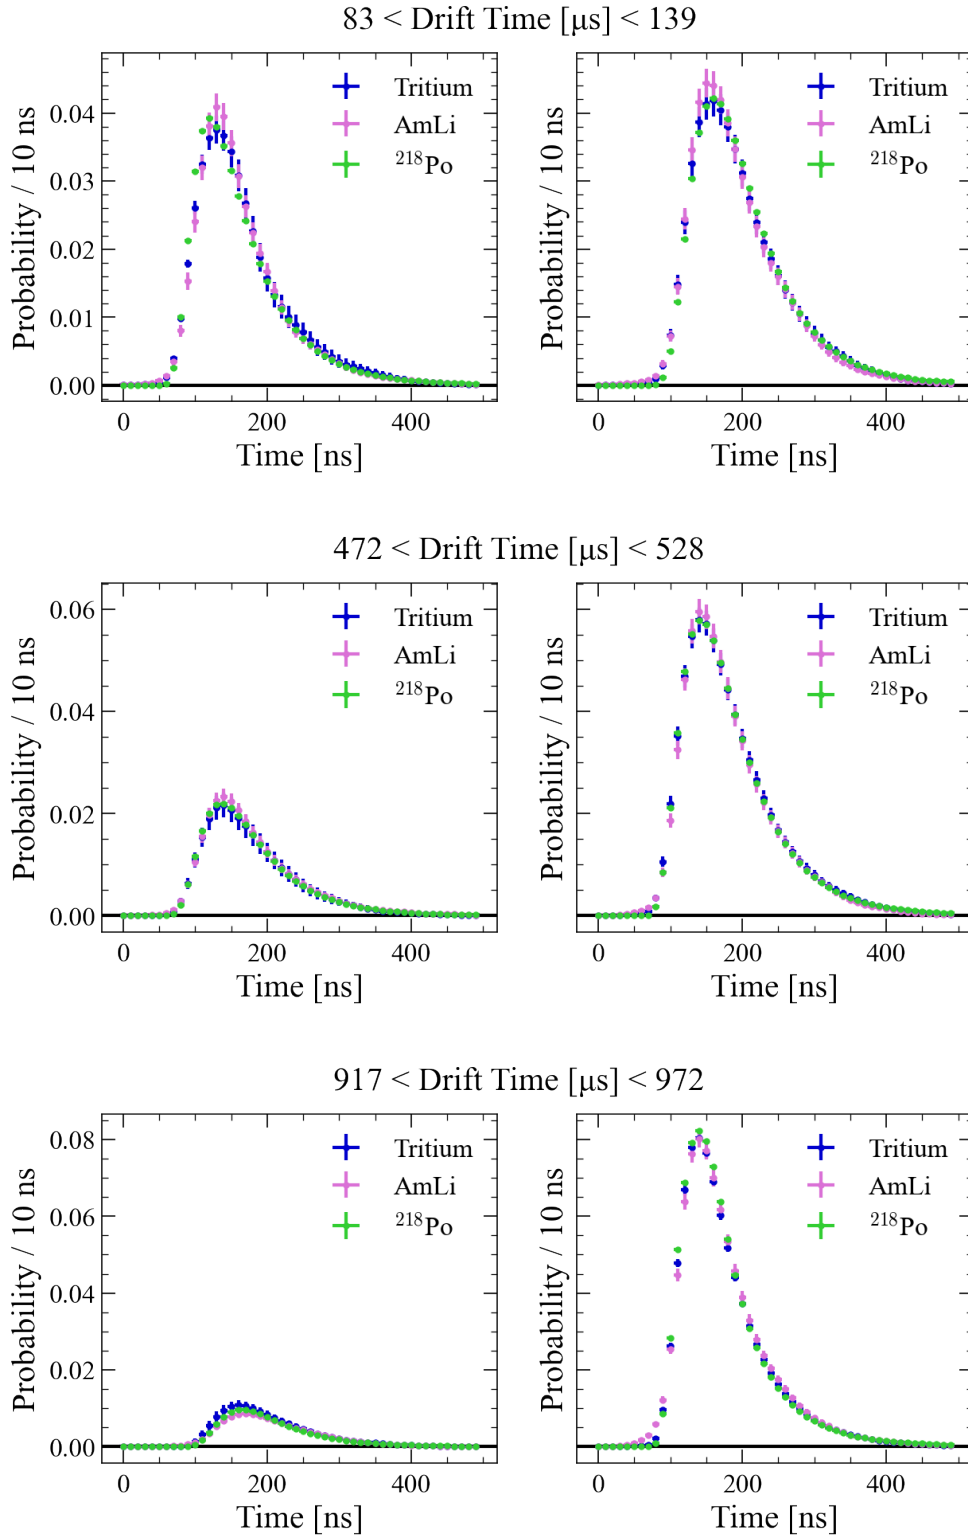 83 < Drift Time [μs] < 139
Probability / 10 ns
0.04
0.03
0.02
0.01
0.00
Tritium
AmLi
²¹⁸Po
0 200 400
Time [ns]
Probability / 10 ns
Tritium
AmLi
²¹⁸Po
0 200 400
Time [ns]
472 < Drift Time [μs] < 528
Probability / 10 ns
0.06
0.04
0.02
0.00
Tritium
AmLi
²¹⁸Po
0 200 400
Time [ns]
Probability / 10 ns
Tritium
AmLi
²¹⁸Po
0 200 400
Time [ns]
917 < Drift Time [μs] < 972
Probability / 10 ns
0.08
0.06
0.04
0.02
0.00
Tritium
AmLi
²¹⁸Po
0 200 400
Time [ns]
Probability / 10 ns
Tritium
AmLi
²¹⁸Po
0 200 400
Time [ns]